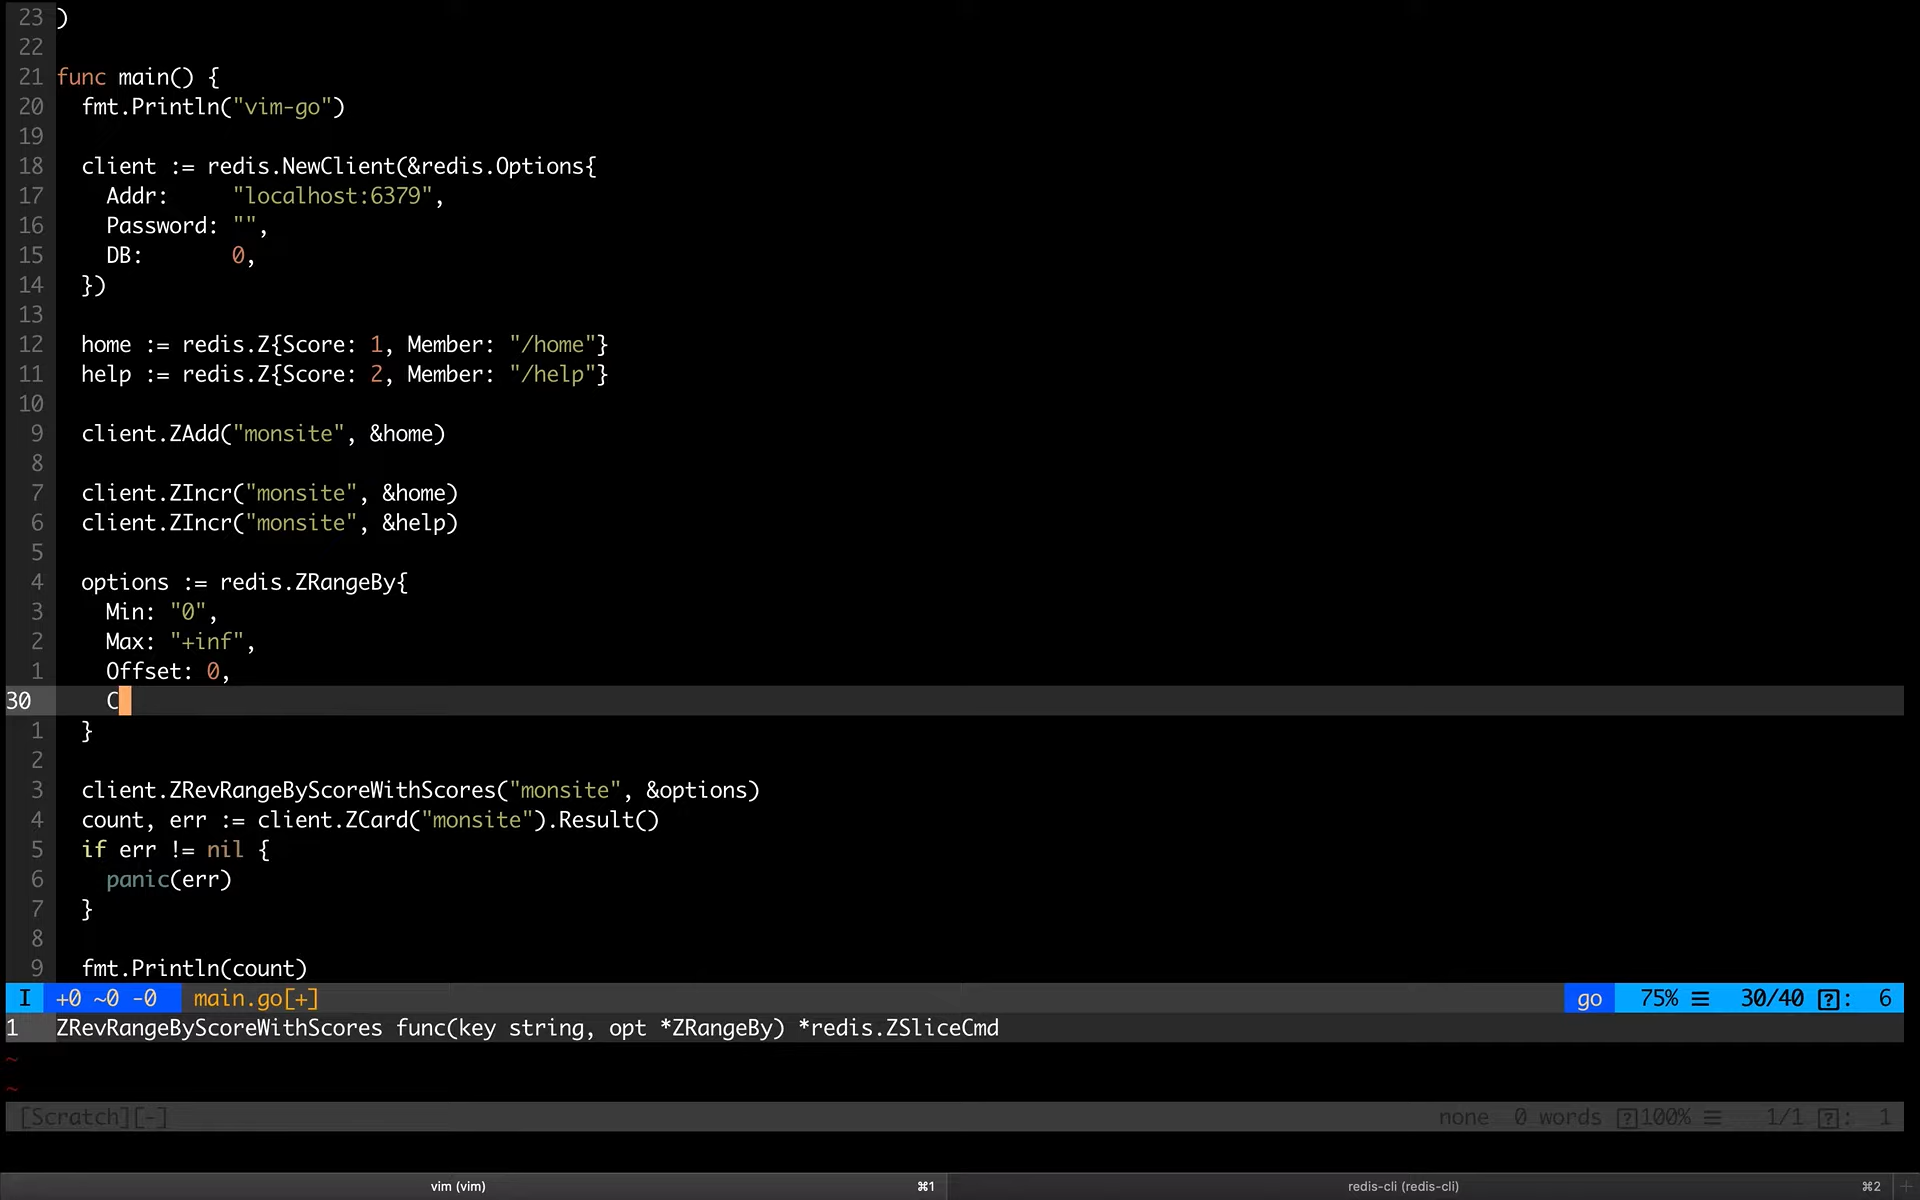 23 )
22
21 func main() {
20   fmt.Println("vim-go")
19
18   client := redis.NewClient(&redis.Options{
17     Addr:     "localhost:6379",
16     Password: "",
15     DB:       0,
14   })
13
12   home := redis.Z{Score: 1, Member: "/home"}
11   help := redis.Z{Score: 2, Member: "/help"}
10
9   client.ZAdd("monsite", &home)
8
7   client.ZIncr("monsite", &home)
6   client.ZIncr("monsite", &help)
5
4   options := redis.ZRangeBy{
3     Min: "0",
2     Max: "+inf",
1     Offset: 0,
30     C
1   }
2
3   client.ZRevRangeByScoreWithScores("monsite", &options)
4   count, err := client.ZCard("monsite").Result()
5   if err != nil {
6     panic(err)
7   }
8
9   fmt.Println(count)
I +0 ~0 -0 main.go[+] go 75% ☰ 30/40 [?]: 6
1 ZRevRangeByScoreWithScores func(key string, opt *ZRangeBy) *redis.ZSliceCmd
~
~
[Scratch][-] none 0 words [?]100% ☰ 1/1 [?]: 1
vim (vim) ⌘1 redis-cli (redis-cli) ⌘2 +